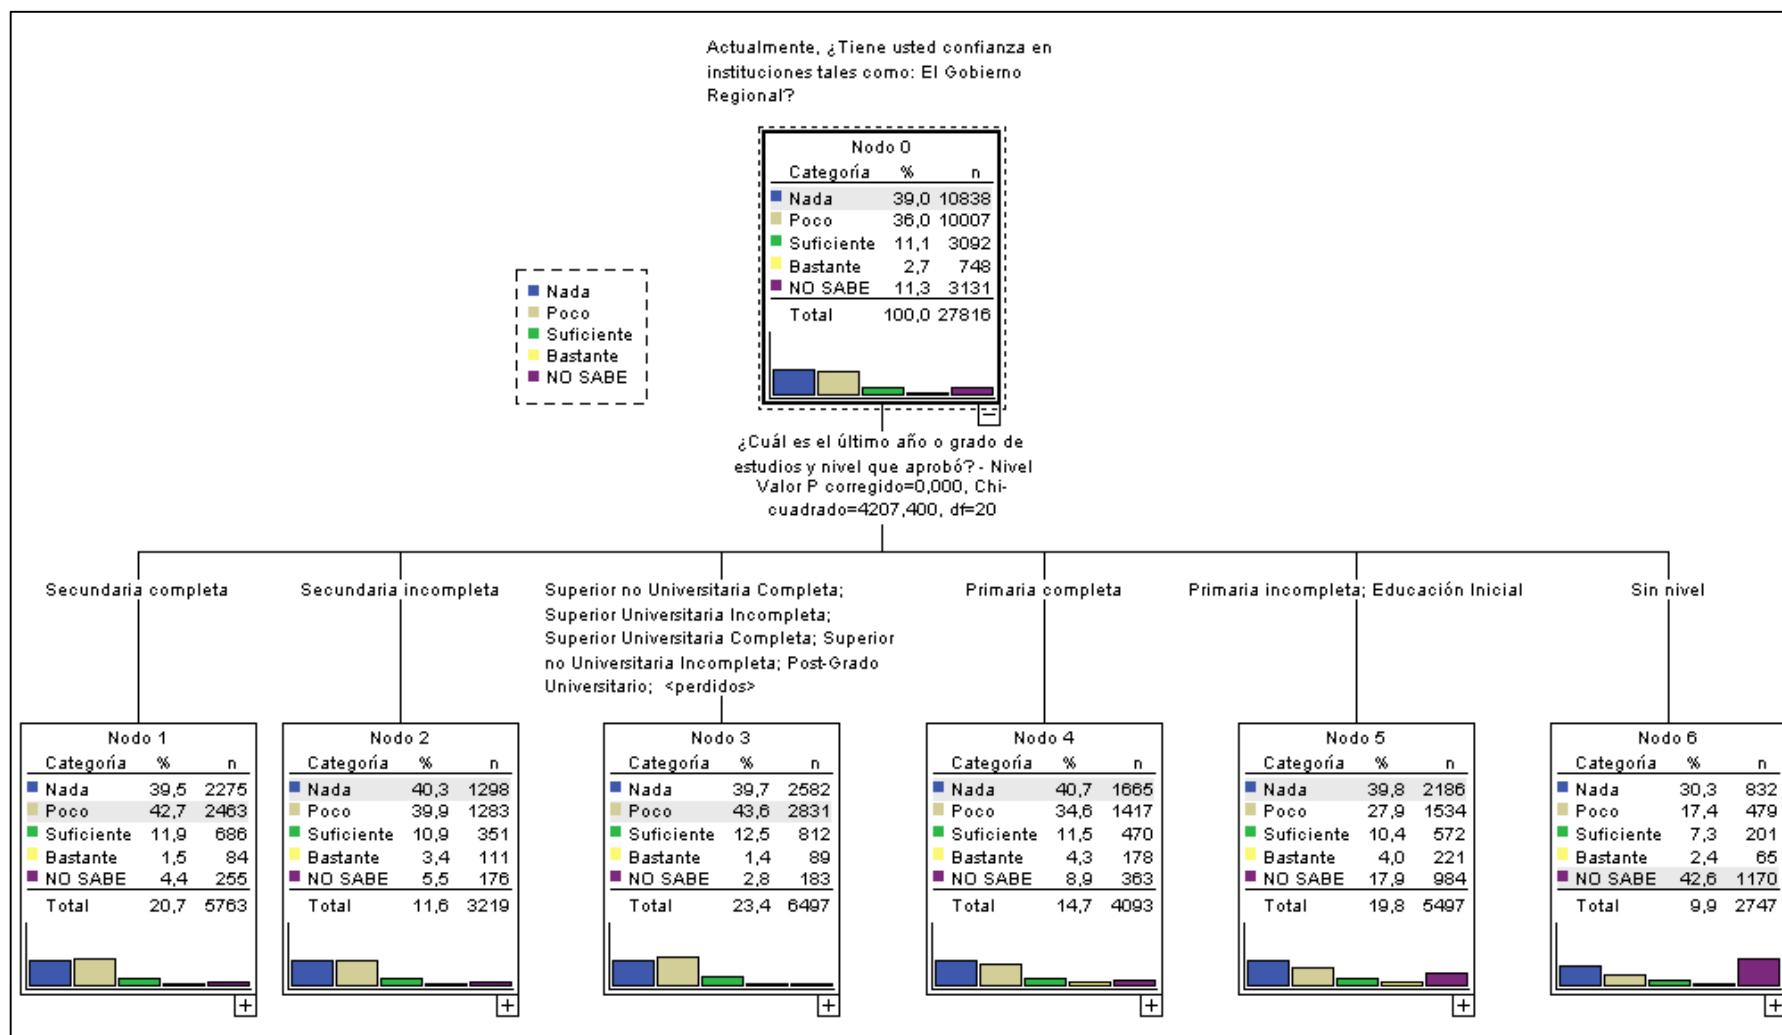 Actualmente, ¿Tiene usted confianza en
instituciones tales como: El Gobierno
Regional?
Nodo 0
Categoría % n
Nada 39,0 10838
Poco 36,0 10007
Suficiente 11,1 3092
Bastante 2,7 748
NO SABE 11,3 3131
Total 100,0 27816
Nada
Poco
Suficiente
Bastante
NO SABE
¿Cuál es el último año o grado de
estudios y nivel que aprobó? - Nivel
Valor P corregido=0,000, Chi-
cuadrado=4207,400, df=20
Secundaria completa
Secundaria incompleta
Superior no Universitaria Completa;
Superior Universitaria Incompleta;
Superior Universitaria Completa; Superior
no Universitaria Incompleta; Post-Grado
Universitario; <perdidos>
Primaria completa
Primaria incompleta; Educación Inicial
Sin nivel
Nodo 1
Categoría % n
Nada 39,5 2275
Poco 42,7 2463
Suficiente 11,9 686
Bastante 1,5 84
NO SABE 4,4 255
Total 20,7 5763
Nodo 2
Categoría % n
Nada 40,3 1298
Poco 39,9 1283
Suficiente 10,9 351
Bastante 3,4 111
NO SABE 5,5 176
Total 11,6 3219
Nodo 3
Categoría % n
Nada 39,7 2582
Poco 43,6 2831
Suficiente 12,5 812
Bastante 1,4 89
NO SABE 2,8 183
Total 23,4 6497
Nodo 4
Categoría % n
Nada 40,7 1665
Poco 34,6 1417
Suficiente 11,5 470
Bastante 4,3 178
NO SABE 8,9 363
Total 14,7 4093
Nodo 5
Categoría % n
Nada 39,8 2186
Poco 27,9 1534
Suficiente 10,4 572
Bastante 4,0 221
NO SABE 17,9 984
Total 19,8 5497
Nodo 6
Categoría % n
Nada 30,3 832
Poco 17,4 479
Suficiente 7,3 201
Bastante 2,4 65
NO SABE 42,6 1170
Total 9,9 2747